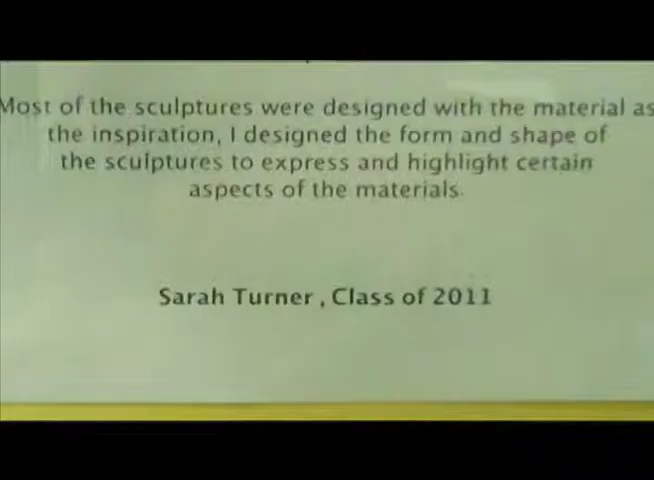 Most of the sculptures were designed with the material as
the inspiration, I designed the form and shape of
the sculptures to express and highlight certain
aspects of the materials.
Sarah Turner , Class of 2011